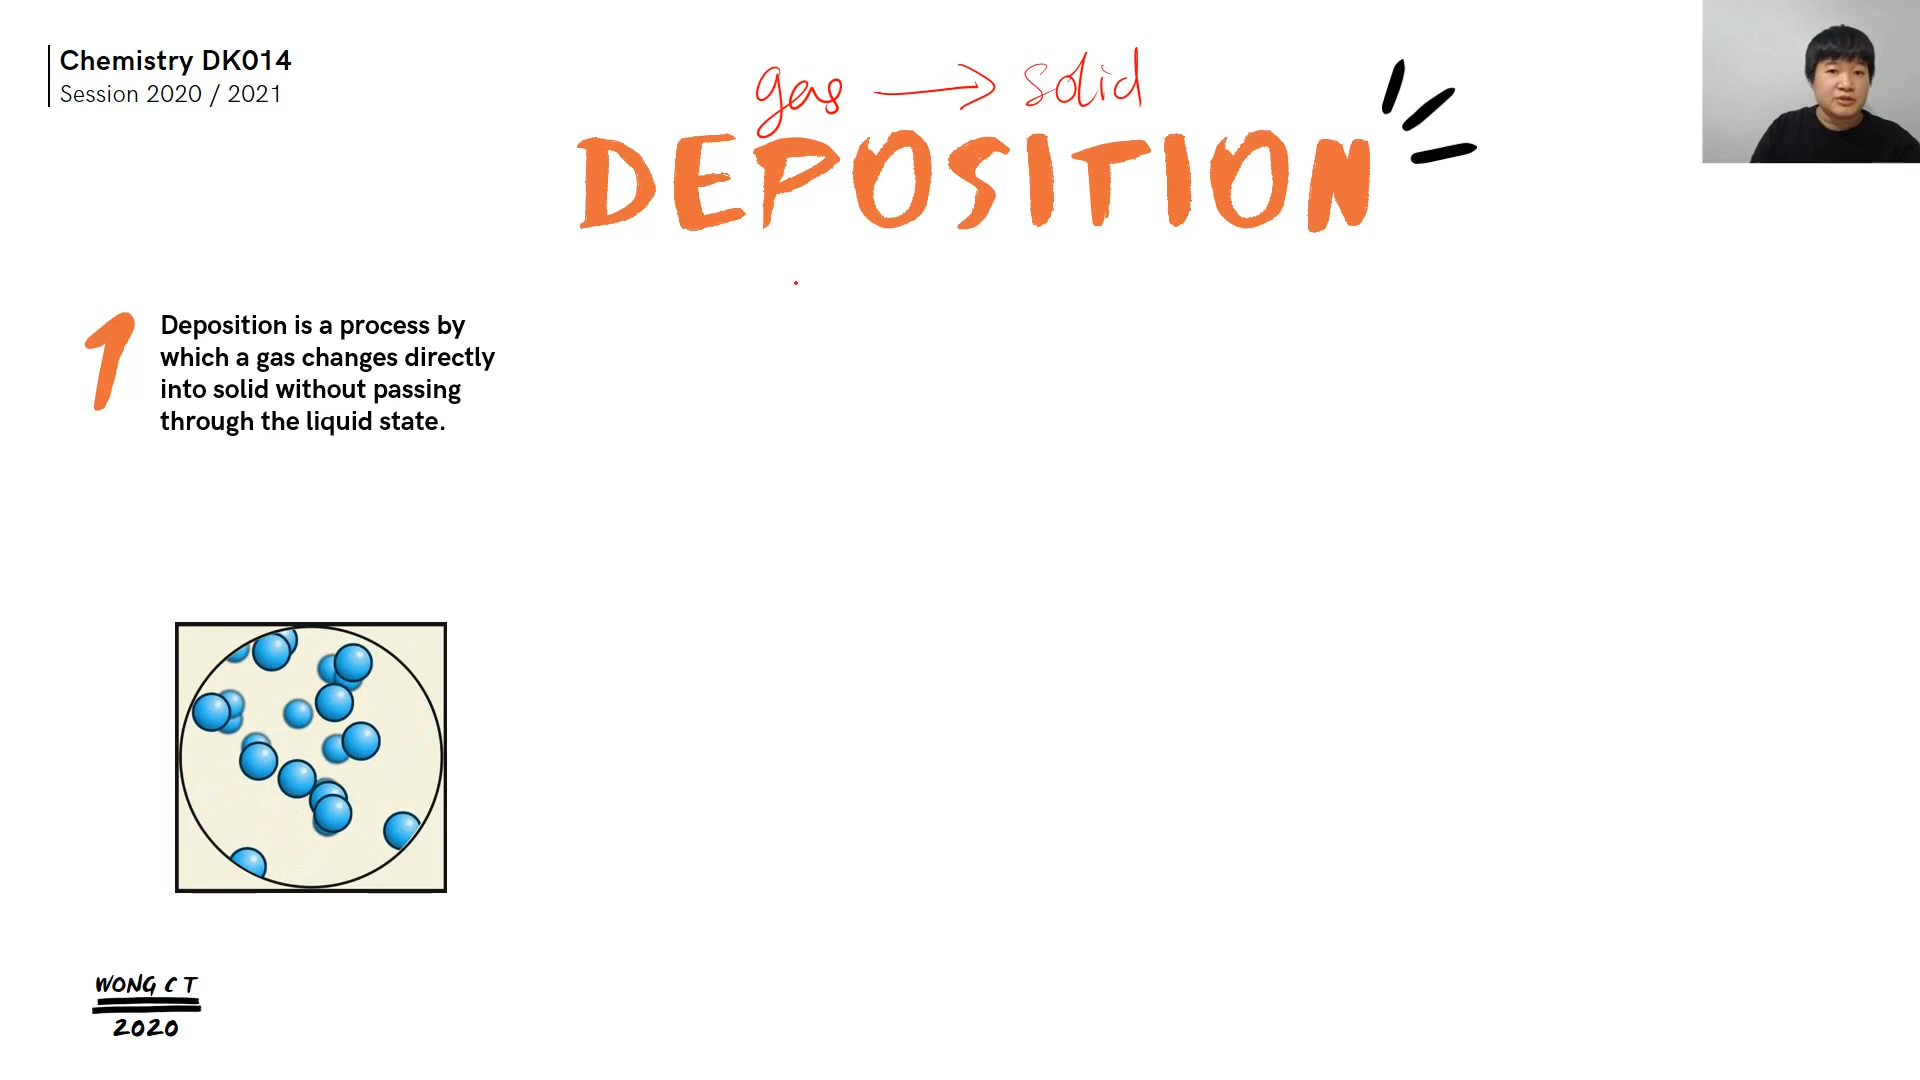 Chemistry DK014
Session 2020 / 2021
gas → solid
DEPOSITION
1
Deposition is a process by
which a gas changes directly
into solid without passing
through the liquid state.
WONG C T
2020